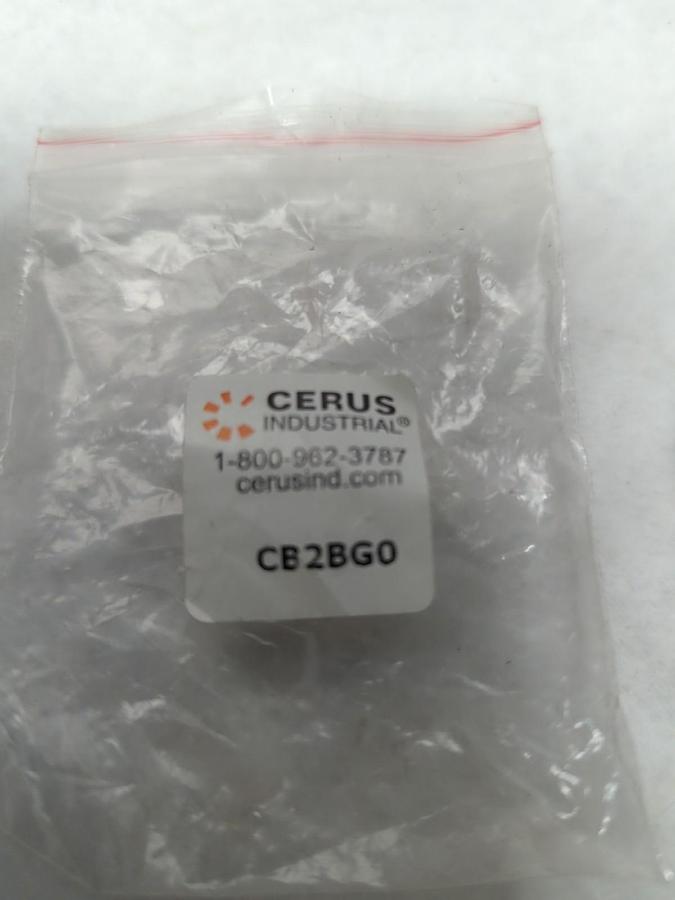 CERUS
INDUSTRIAL®
1-800-962-3787
cerusind.com
CB2BG0